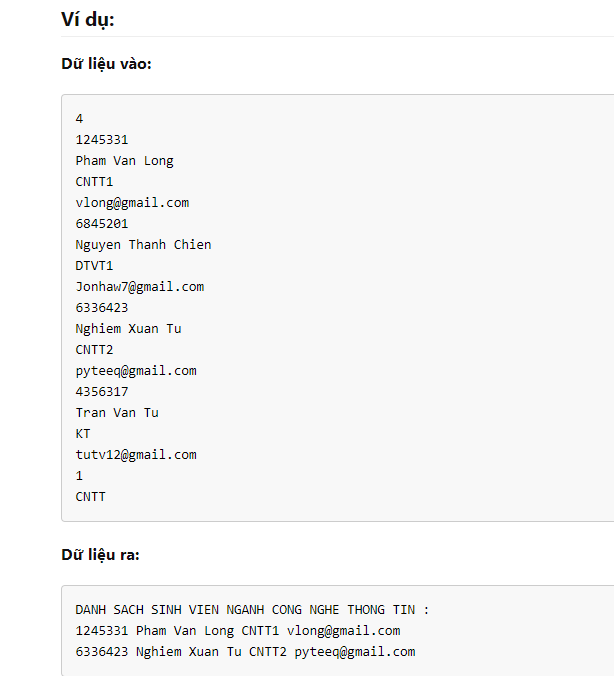 Ví dụ:
Dữ liệu vào:
4
1245331
Pham Van Long
CNTT1
vlong@gmail.com
6845201
Nguyen Thanh Chien
DTVT1
Jonhaw7@gmail.com
6336423
Nghiem Xuan Tu
CNTT2
pyteeq@gmail.com
4356317
Tran Van Tu
KT
tutv12@gmail.com
1
CNTT
Dữ liệu ra:
DANH SACH SINH VIEN NGANH CONG NGHE THONG TIN :
1245331 Pham Van Long CNTT1 vlong@gmail.com
6336423 Nghiem Xuan Tu CNTT2 pyteeq@gmail.com